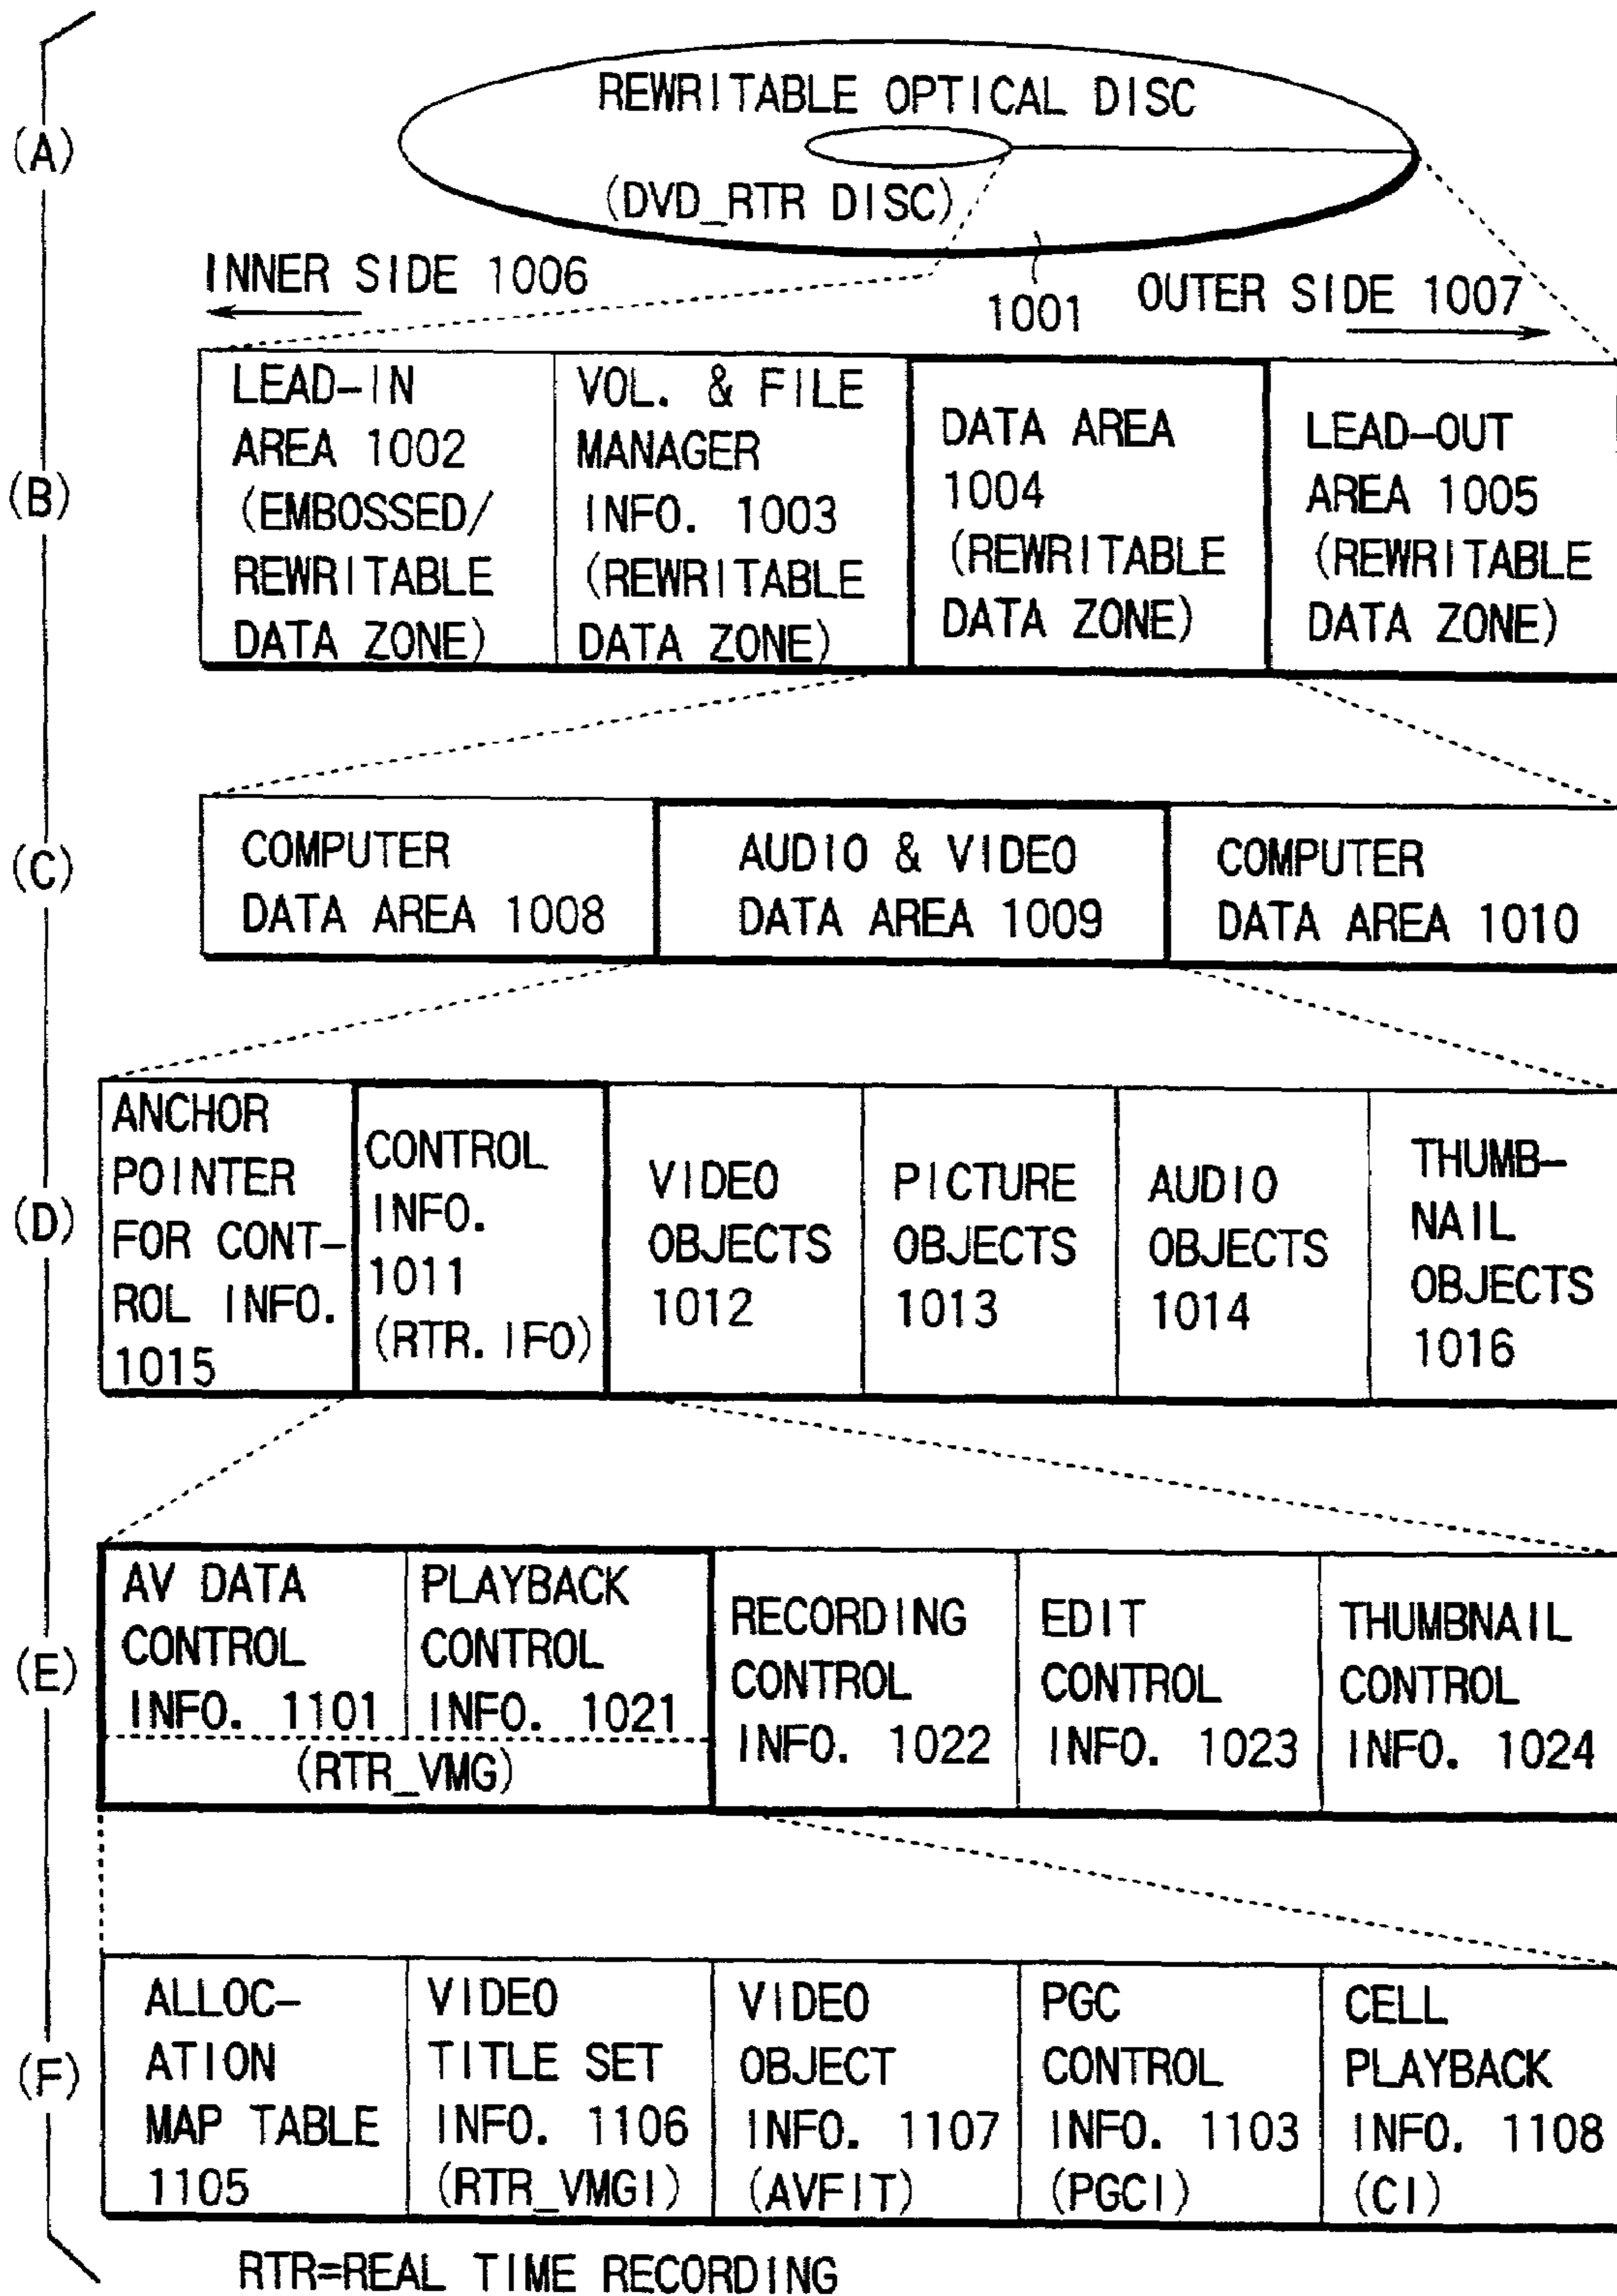 (A)
REWRITABLE OPTICAL DISC
(DVD_RTR DISC)
INNER SIDE 1006
1001
OUTER SIDE 1007
(B)
LEAD-IN
AREA 1002
(EMBOSSED/
REWRITABLE
DATA ZONE)
VOL. & FILE
MANAGER
INFO. 1003
(REWRITABLE
DATA ZONE)
DATA AREA
1004
(REWRITABLE
DATA ZONE)
LEAD-OUT
AREA 1005
(REWRITABLE
DATA ZONE)
(C)
COMPUTER
DATA AREA 1008
AUDIO & VIDEO
DATA AREA 1009
COMPUTER
DATA AREA 1010
(D)
ANCHOR
POINTER
FOR CONT-
ROL INFO.
1015
CONTROL
INFO.
1011
(RTR.IFO)
VIDEO
OBJECTS
1012
PICTURE
OBJECTS
1013
AUDIO
OBJECTS
1014
THUMB-
NAIL
OBJECTS
1016
(E)
AV DATA
CONTROL
INFO. 1101
PLAYBACK
CONTROL
INFO. 1021
(RTR_VMG)
RECORDING
CONTROL
INFO. 1022
EDIT
CONTROL
INFO. 1023
THUMBNAIL
CONTROL
INFO. 1024
(F)
ALLOC-
ATION
MAP TABLE
1105
VIDEO
TITLE SET
INFO. 1106
(RTR_VMGI)
VIDEO
OBJECT
INFO. 1107
(AVFIT)
PGC
CONTROL
INFO. 1103
(PGCI)
CELL
PLAYBACK
INFO. 1108
(CI)
RTR=REAL TIME RECORDING